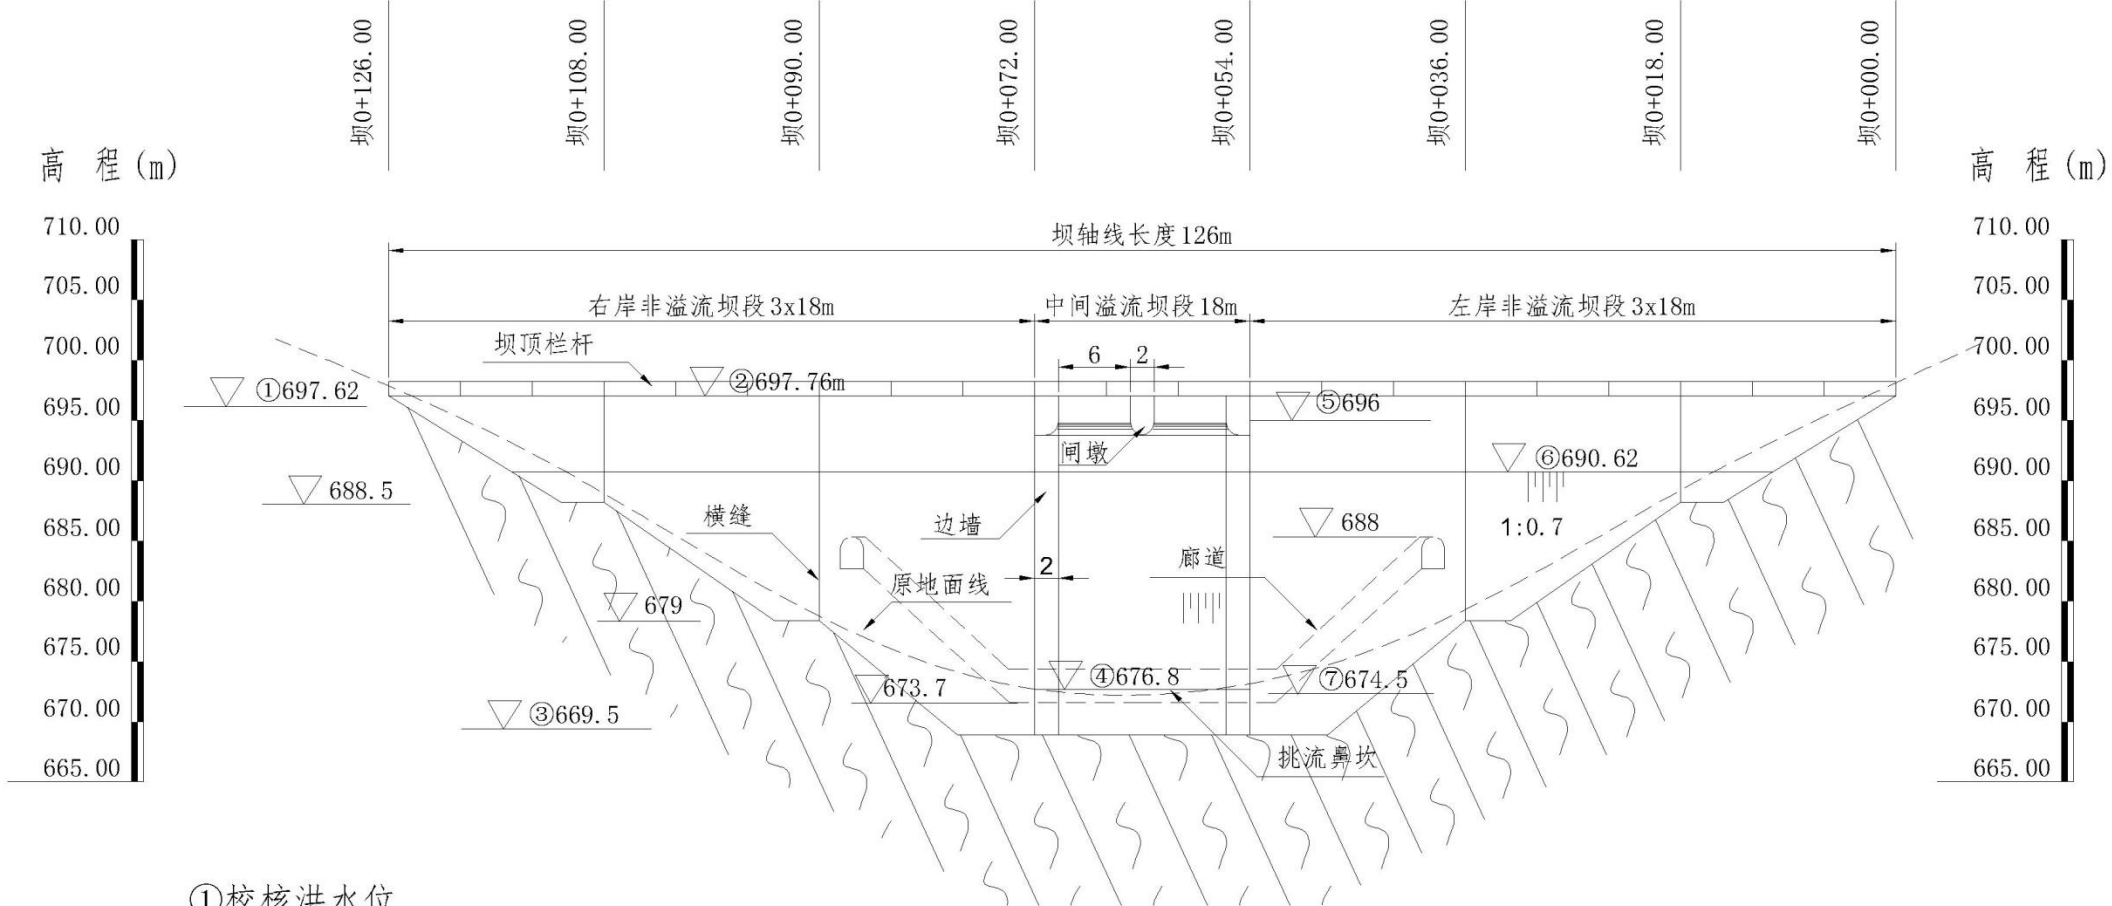 坝0+126.00
坝0+108.00
坝0+090.00
坝0+072.00
坝0+054.00
坝0+036.00
坝0+018.00
坝0+000.00
高 程(m)
高 程(m)
710.00
705.00
700.00
695.00
690.00
685.00
680.00
675.00
670.00
665.00
坝轴线长度126m
右岸非溢流坝段3x18m
中间溢流坝段18m
左岸非溢流坝段3x18m
坝顶栏杆
6
2
①697.62
②697.76m
⑤696
闸墩
⑥690.62
688.5
横缝
边墙
688
1:0.7
2
廊道
原地面线
679
④676.8
673.7
⑦674.5
③669.5
挑流鼻坎
710.00
705.00
700.00
695.00
690.00
685.00
680.00
675.00
670.00
665.00
①校核洪水位